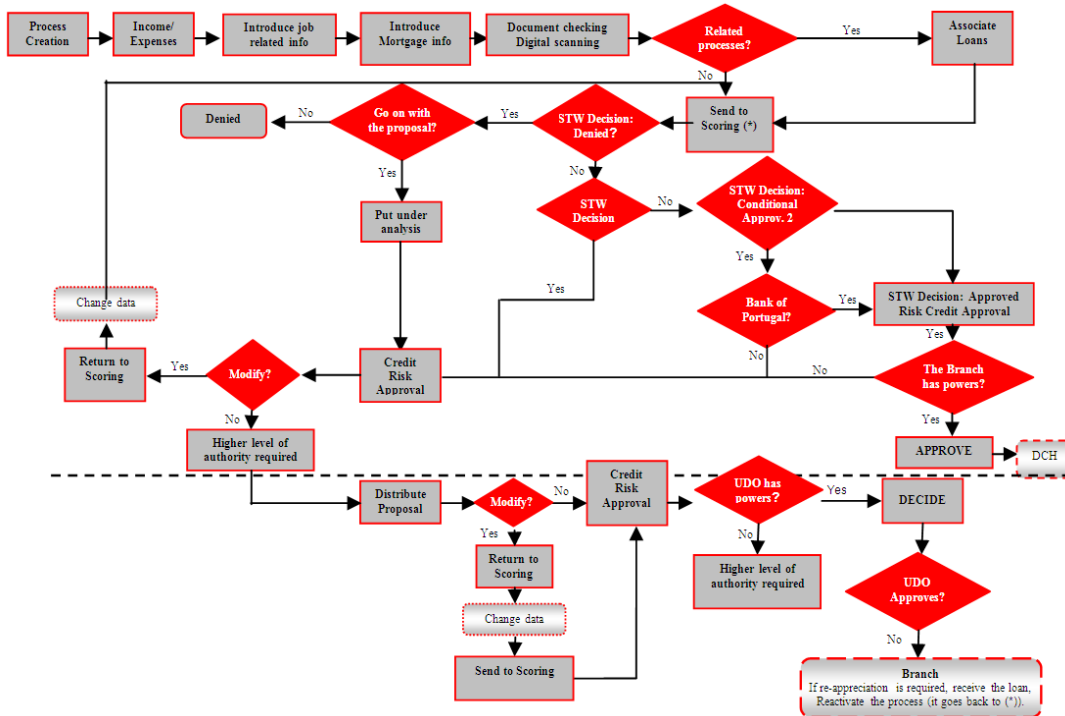 Process
Creation
Income/
Expenses
Introduce job
related info
Introduce
Mortgage info
Document checking
Digital scanning
Related
processes?
Yes
Associate
Loans
No
Denied
No
Go on with
the proposal?
Yes
STW Decision:
Denied?
Send to
Scoring (*)
Yes
No
Put under
analysis
STW
Decision
No
STW Decision:
Conditional
Approv. 2
Yes
Yes
Change data
Bank of
Portugal?
Yes
STW Decision: Approved
Risk Credit Approval
Yes
Return to
Scoring
Yes
Modify?
Credit
Risk
Approval
No
No
The Branch
has powers?
No
Yes
Higher level of
authority required
APPROVE
DCH
Distribute
Proposal
Modify?
No
Credit
Risk
Approval
UDO has
powers?
Yes
DECIDE
Yes
No
Return to
Scoring
Higher level of
authority required
UDO
Approves?
Change data
No
Send to Scoring
Branch
If re-appreciation is required, receive the loan,
Reactivate the process (it goes back to (*)).